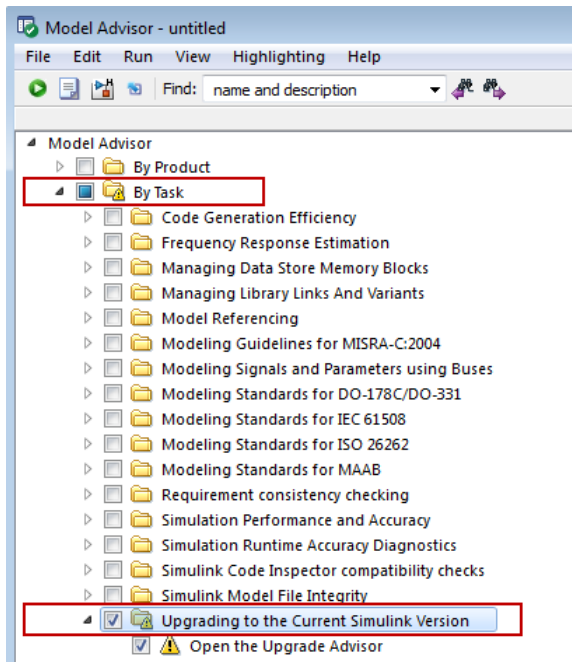 Model Advisor - untitled
File Edit Run View Highlighting Help
Find: name and description
Model Advisor
By Product
By Task
Code Generation Efficiency
Frequency Response Estimation
Managing Data Store Memory Blocks
Managing Library Links And Variants
Model Referencing
Modeling Guidelines for MISRA-C:2004
Modeling Signals and Parameters using Buses
Modeling Standards for DO-178C/DO-331
Modeling Standards for IEC 61508
Modeling Standards for ISO 26262
Modeling Standards for MAAB
Requirement consistency checking
Simulation Performance and Accuracy
Simulation Runtime Accuracy Diagnostics
Simulink Code Inspector compatibility checks
Simulink Model File Integrity
Upgrading to the Current Simulink Version
Open the Upgrade Advisor